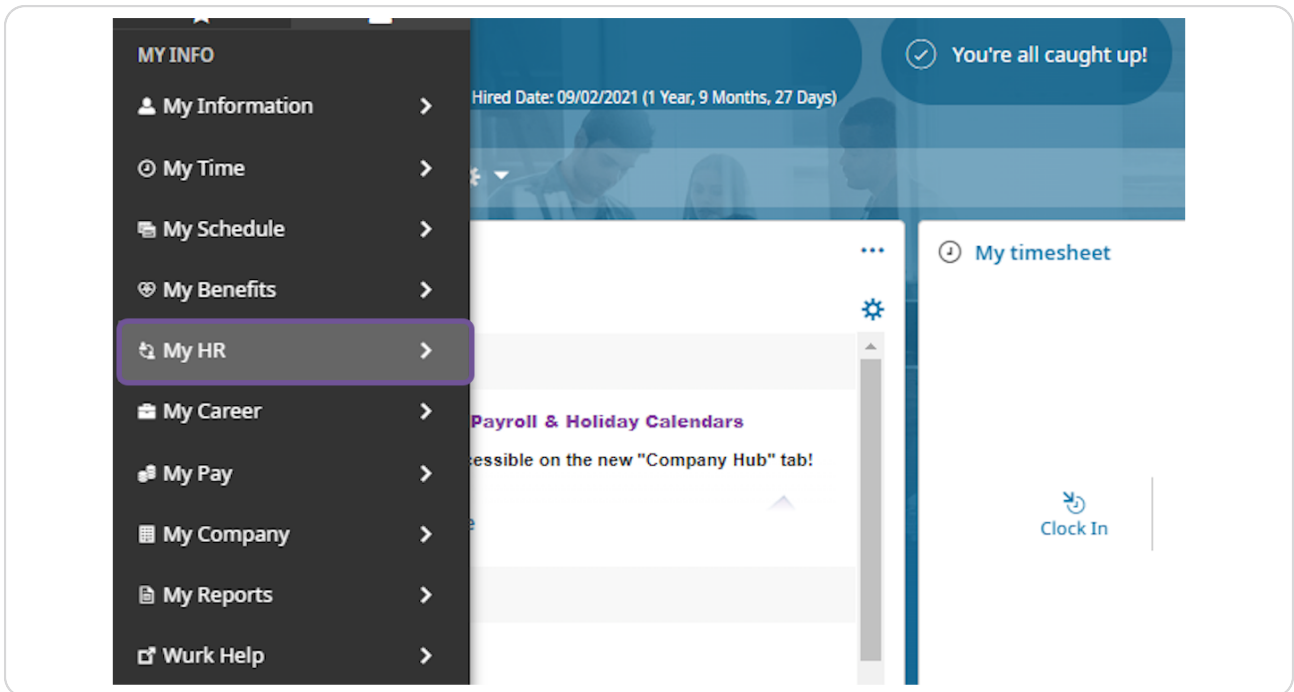 MY INFO
My Information
My Time
My Schedule
My Benefits
My HR
My Career
My Pay
My Company
My Reports
Wurk Help
You're all caught up!
Hired Date: 09/02/2021 (1 Year, 9 Months, 27 Days)
Payroll & Holiday Calendars
on the new "Company Hub" tab!
My timesheet
Clock In